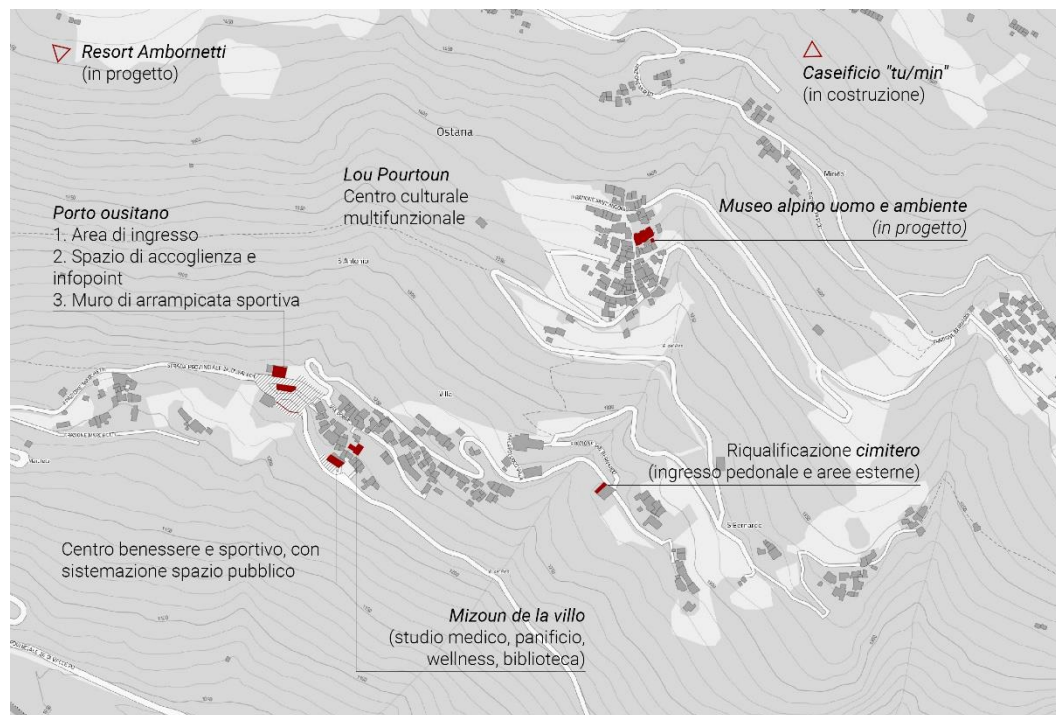 Resort Ambornetti
(in progetto)
Caseificio "tu/min"
(in costruzione)
Ostana
Lou Pourtoun
Centro culturale
multifunzionale
Museo alpino uomo e ambiente
(in progetto)
Porto ousitano
1. Area di ingresso
2. Spazio di accoglienza e
infopoint
3. Muro di arrampicata sportiva
S.Antonio
Villa
Riqualificazione cimitero
(ingresso pedonale e aree esterne)
S.Bernardo
Centro benessere e sportivo, con
sistemazione spazio pubblico
Mizoun de la villo
(studio medico, panificio,
wellness, biblioteca)